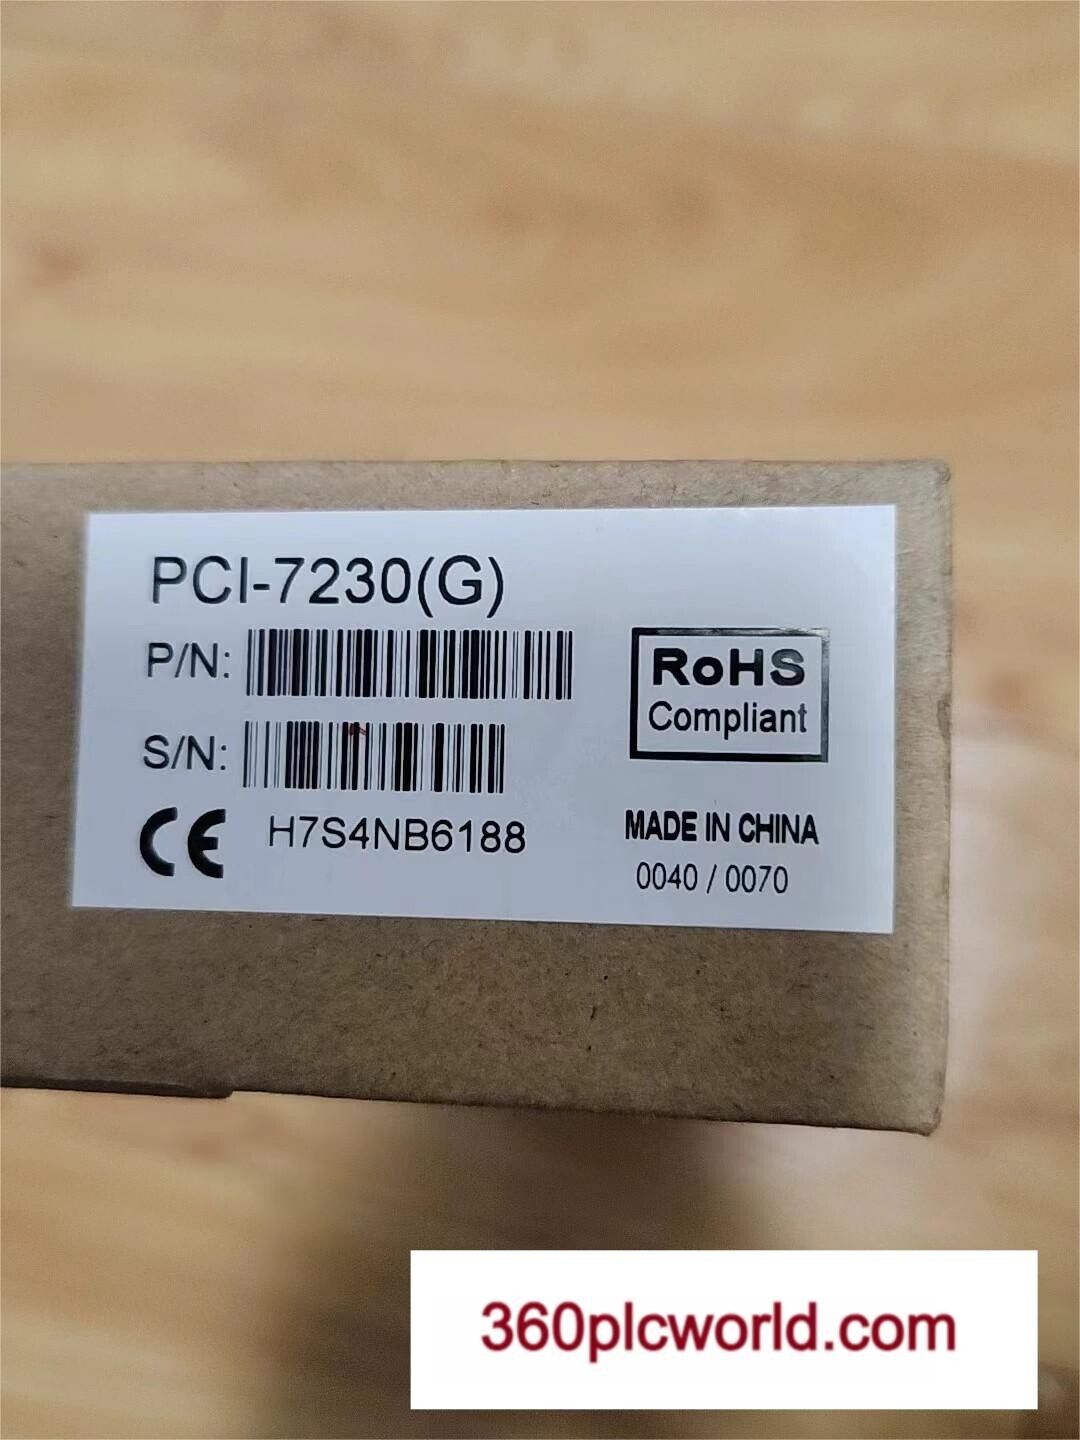 PCI-7230(G)
P/N:
S/N:
H7S4NB6188
CE
RoHS
Compliant
MADE IN CHINA
0040 / 0070
360plcworld.com